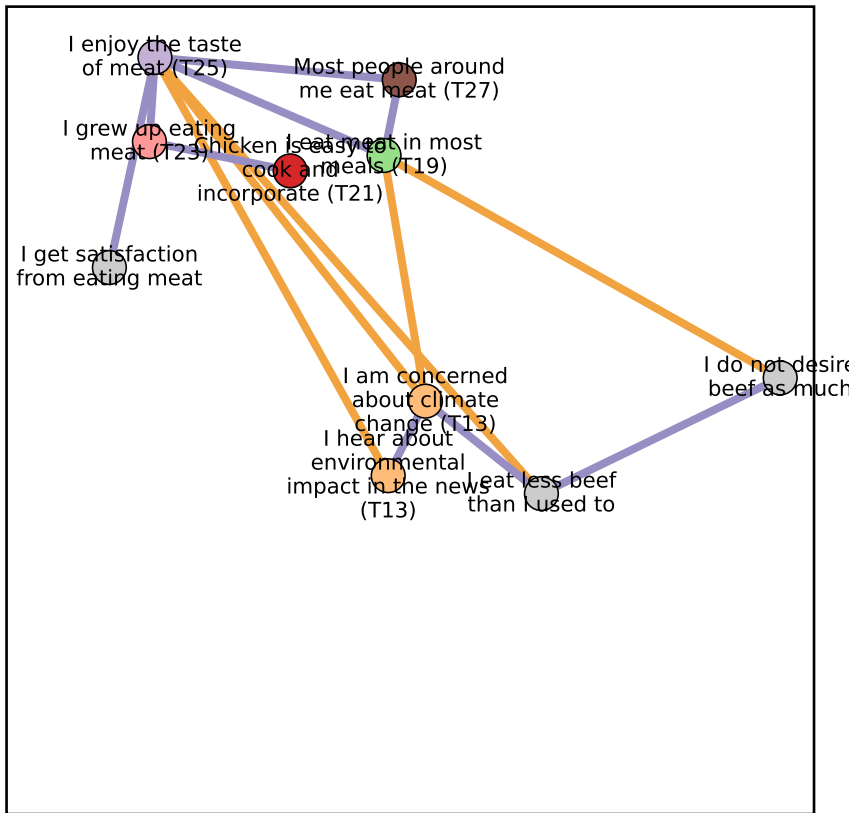 I enjoy the taste
of meat (T25)
Most people around
me eat meat (T27)
I grew up eating
meat (T23)
Chicken is easy to
cook and
incorporate (T21)
I eat meat in most
meals (T19)
I get satisfaction
from eating meat
I do not desire
beef as much
I am concerned
about climate
change (T13)
I hear about
environmental
impact in the news
(T13)
I eat less beef
than I used to